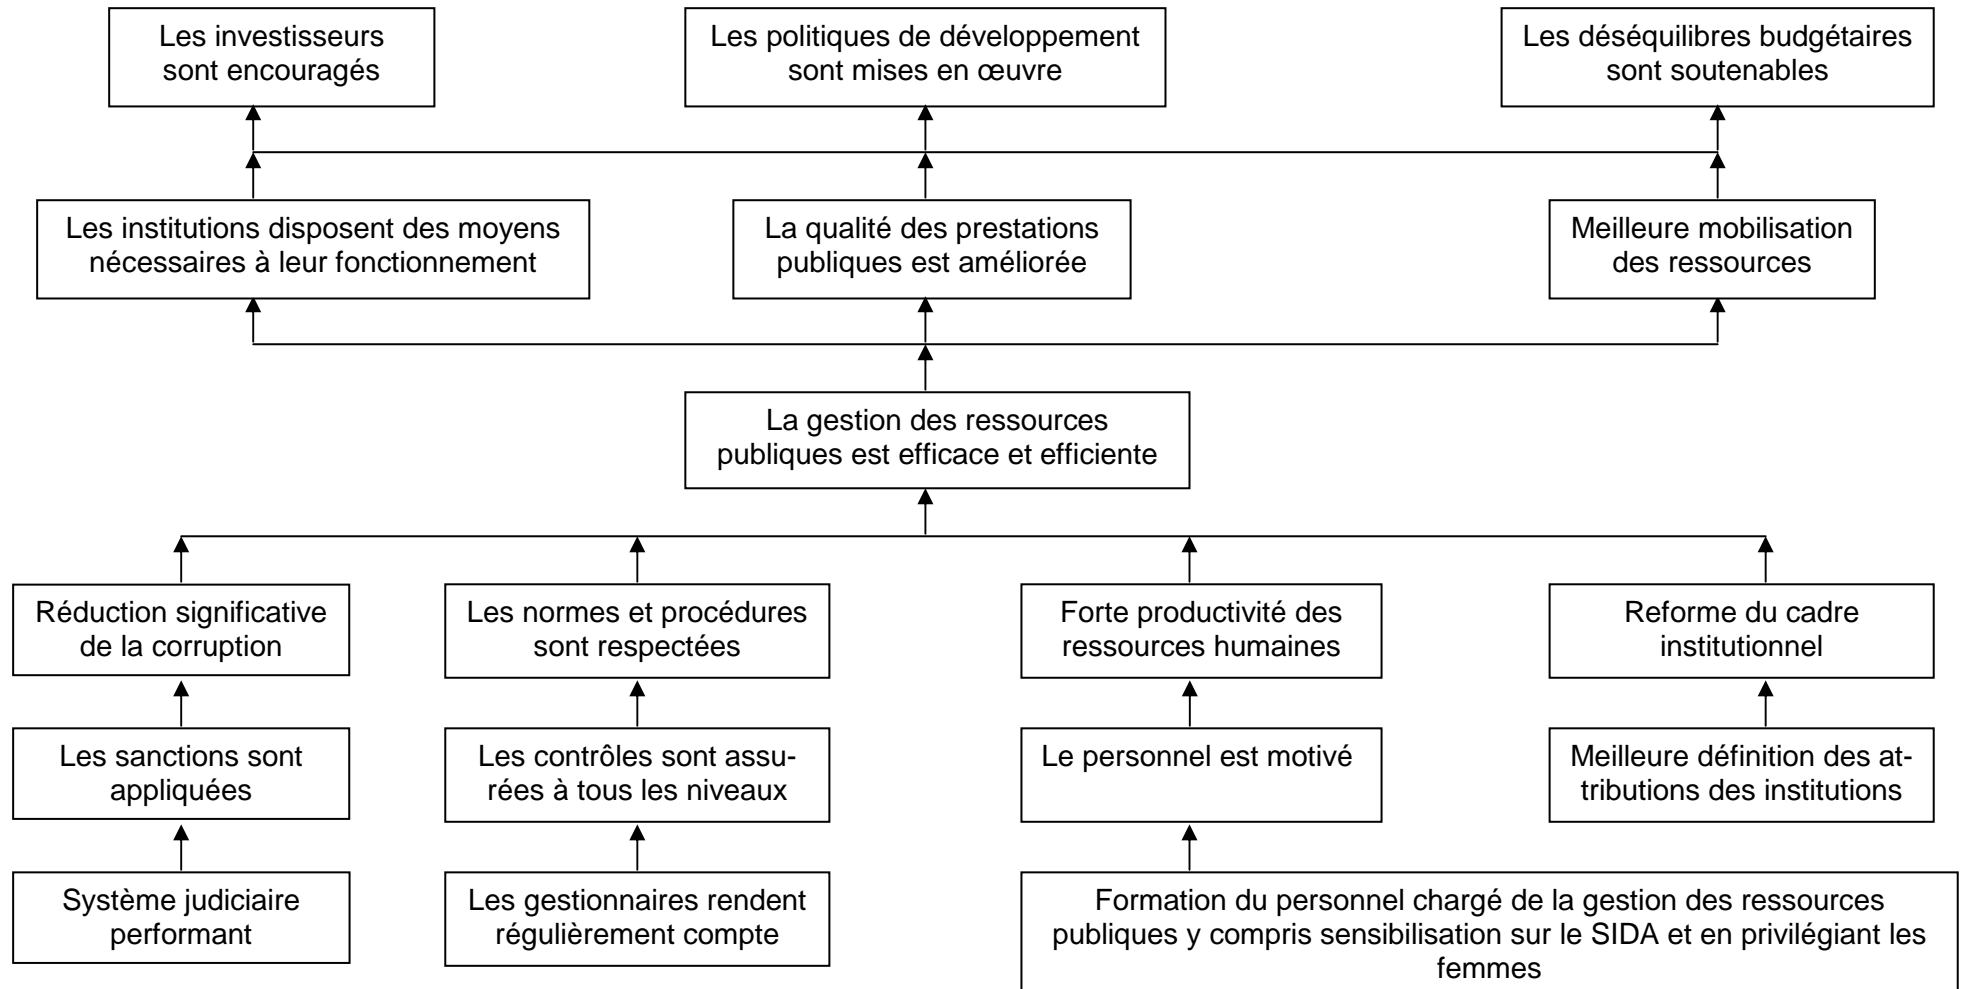 Les investisseurs
sont encouragés
Les politiques de développement
sont mises en œuvre
Les déséquilibres budgétaires
sont soutenables
Les institutions disposent des moyens
nécessaires à leur fonctionnement
La qualité des prestations
publiques est améliorée
Meilleure mobilisation
des ressources
La gestion des ressources
publiques est efficace et efficiente
Réduction significative
de la corruption
Les normes et procédures
sont respectées
Forte productivité des
ressources humaines
Reforme du cadre
institutionnel
Les sanctions sont
appliquées
Les contrôles sont assu-
rées à tous les niveaux
Le personnel est motivé
Meilleure définition des at-
tributions des institutions
Système judiciaire
performant
Les gestionnaires rendent
régulièrement compte
Formation du personnel chargé de la gestion des ressources
publiques y compris sensibilisation sur le SIDA et en privilégiant les
femmes